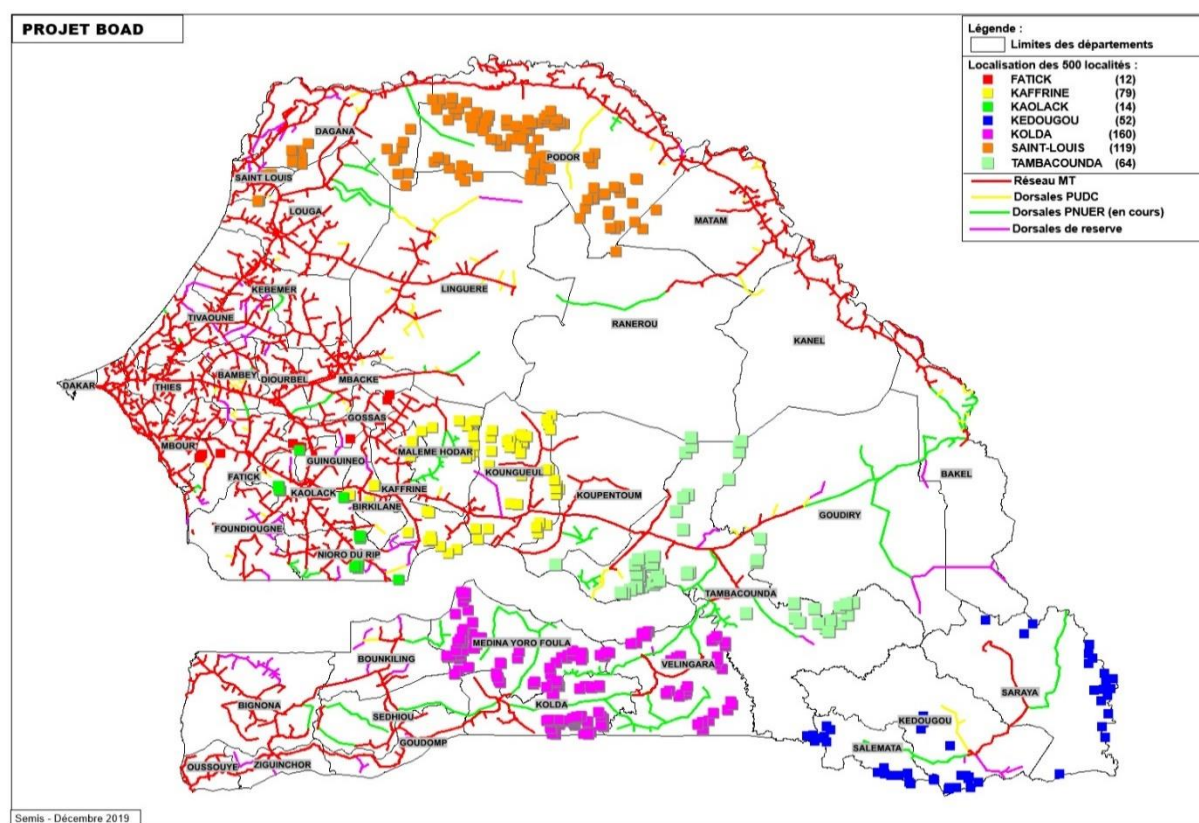 PROJET BOAD
Légende :
Limites des départements
Localisation des 500 localités :
FATICK (12)
KAFFRINE (79)
KAOLACK (14)
KEDOUGOU (52)
KOLDA (160)
SAINT-LOUIS (119)
TAMBACOUNDA (64)
Réseau MT
Dorsales PUDC
Dorsales PNUER (en cours)
Dorsales de reserve
DAGANA
PODOR
SAINT LOUIS
LOUGA
MATAM
KEBEMER
LINGUERE
TIVAOUNE
RANEROU
KANEL
DAKAR
THIES
BAMBEY
DIOURBEL
MBACKE
GOSSAS
MBOUR
MALEME HODAR
GUINGUINEO
KOUNGUEUL
BAKEL
FATICK
KAOLACK
KAFFRINE
KOUPENTOUM
BIRKILANE
GOUDIRY
FOUNDIOUGNE
NIORO DU RIP
TAMBACOUNDA
MEDINA YORO FOULA
BOUNKILING
VELINGARA
SARAYA
BIGNONA
KOLDA
SEDHIOU
KEDOUGOU
GOUDOMP
SALEMATA
OUSSOUYE
ZIGUINCHOR
Semis - Décembre 2019